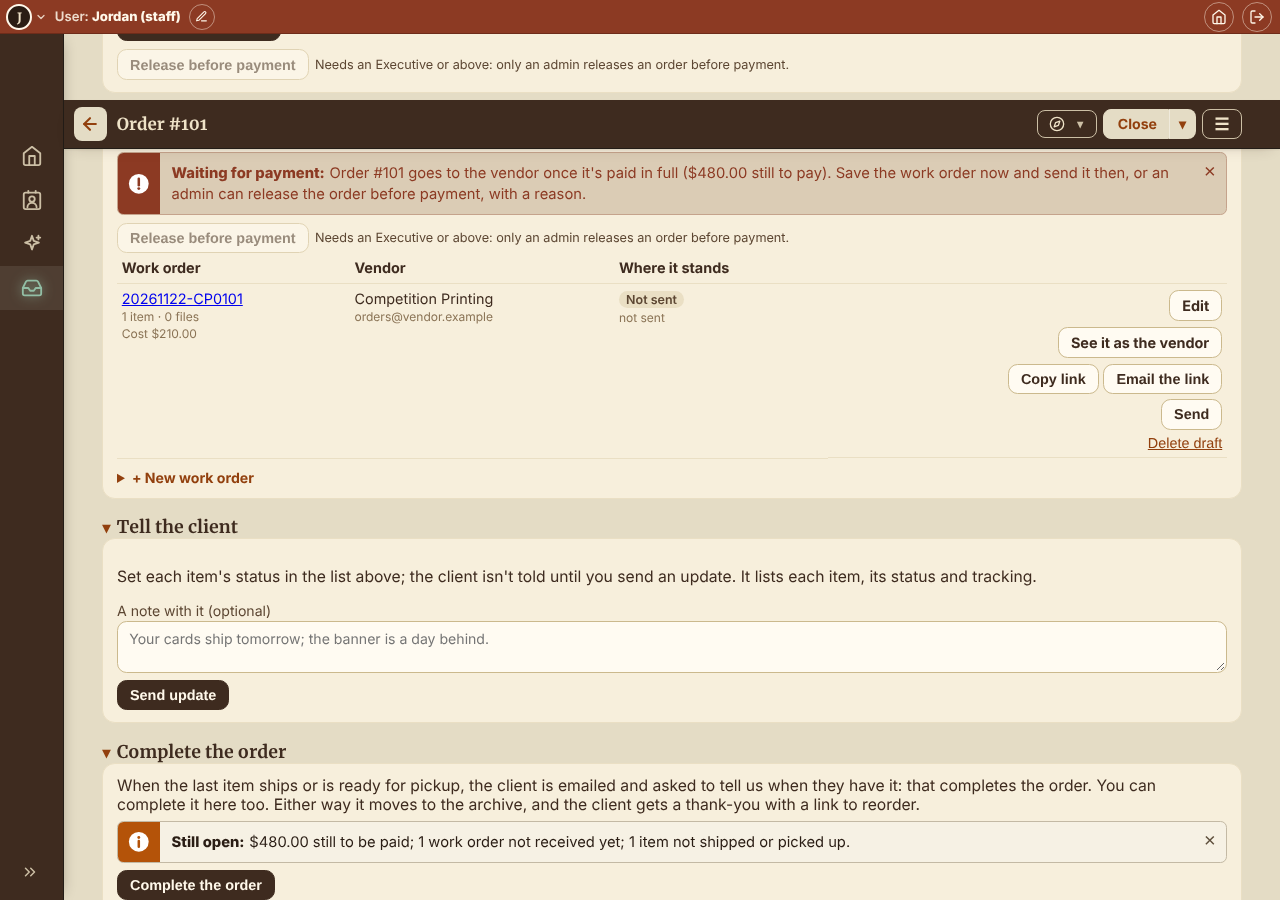 J
User: Jordan (staff)
Release before payment
Needs an Executive or above: only an admin releases an order before payment.
Order #101
▼
Close
▼
Waiting for payment: Order #101 goes to the vendor once it's paid in full ($480.00 still to pay). Save the work order now and send it then, or an
admin can release the order before payment, with a reason.
Release before payment
Needs an Executive or above: only an admin releases an order before payment.
Work order
Vendor
Where it stands
20261122-CP0101
Competition Printing
Not sent
Edit
1 item · 0 files
orders@vendor.example
not sent
Cost $210.00
See it as the vendor
Copy link
Email the link
Send
Delete draft
+ New work order
Tell the client
Set each item's status in the list above; the client isn't told until you send an update. It lists each item, its status and tracking.
A note with it (optional)
Your cards ship tomorrow; the banner is a day behind.
Send update
Complete the order
When the last item ships or is ready for pickup, the client is emailed and asked to tell us when they have it: that completes the order. You can
complete it here too. Either way it moves to the archive, and the client gets a thank-you with a link to reorder.
Still open: $480.00 still to be paid; 1 work order not received yet; 1 item not shipped or picked up.
Complete the order